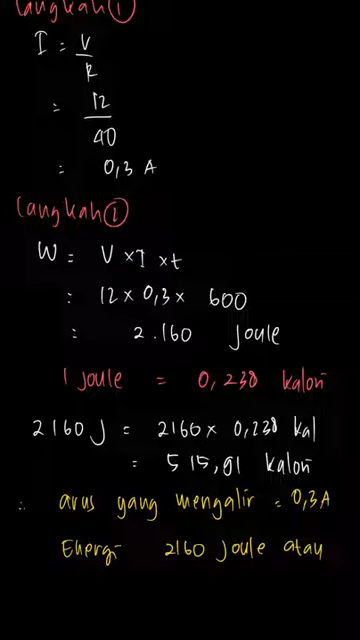 Langkah ①
I = V
R
= 12
40
= 0,3 A
Langkah ②
W = V × I × t
= 12 × 0,3 × 600
= 2.160 Joule
1 Joule = 0,238 kalori
2160 J = 2160 × 0,238 kal
= 515,91 kalori
∴ arus yang mengalir = 0,3 A
Energi 2160 Joule atau